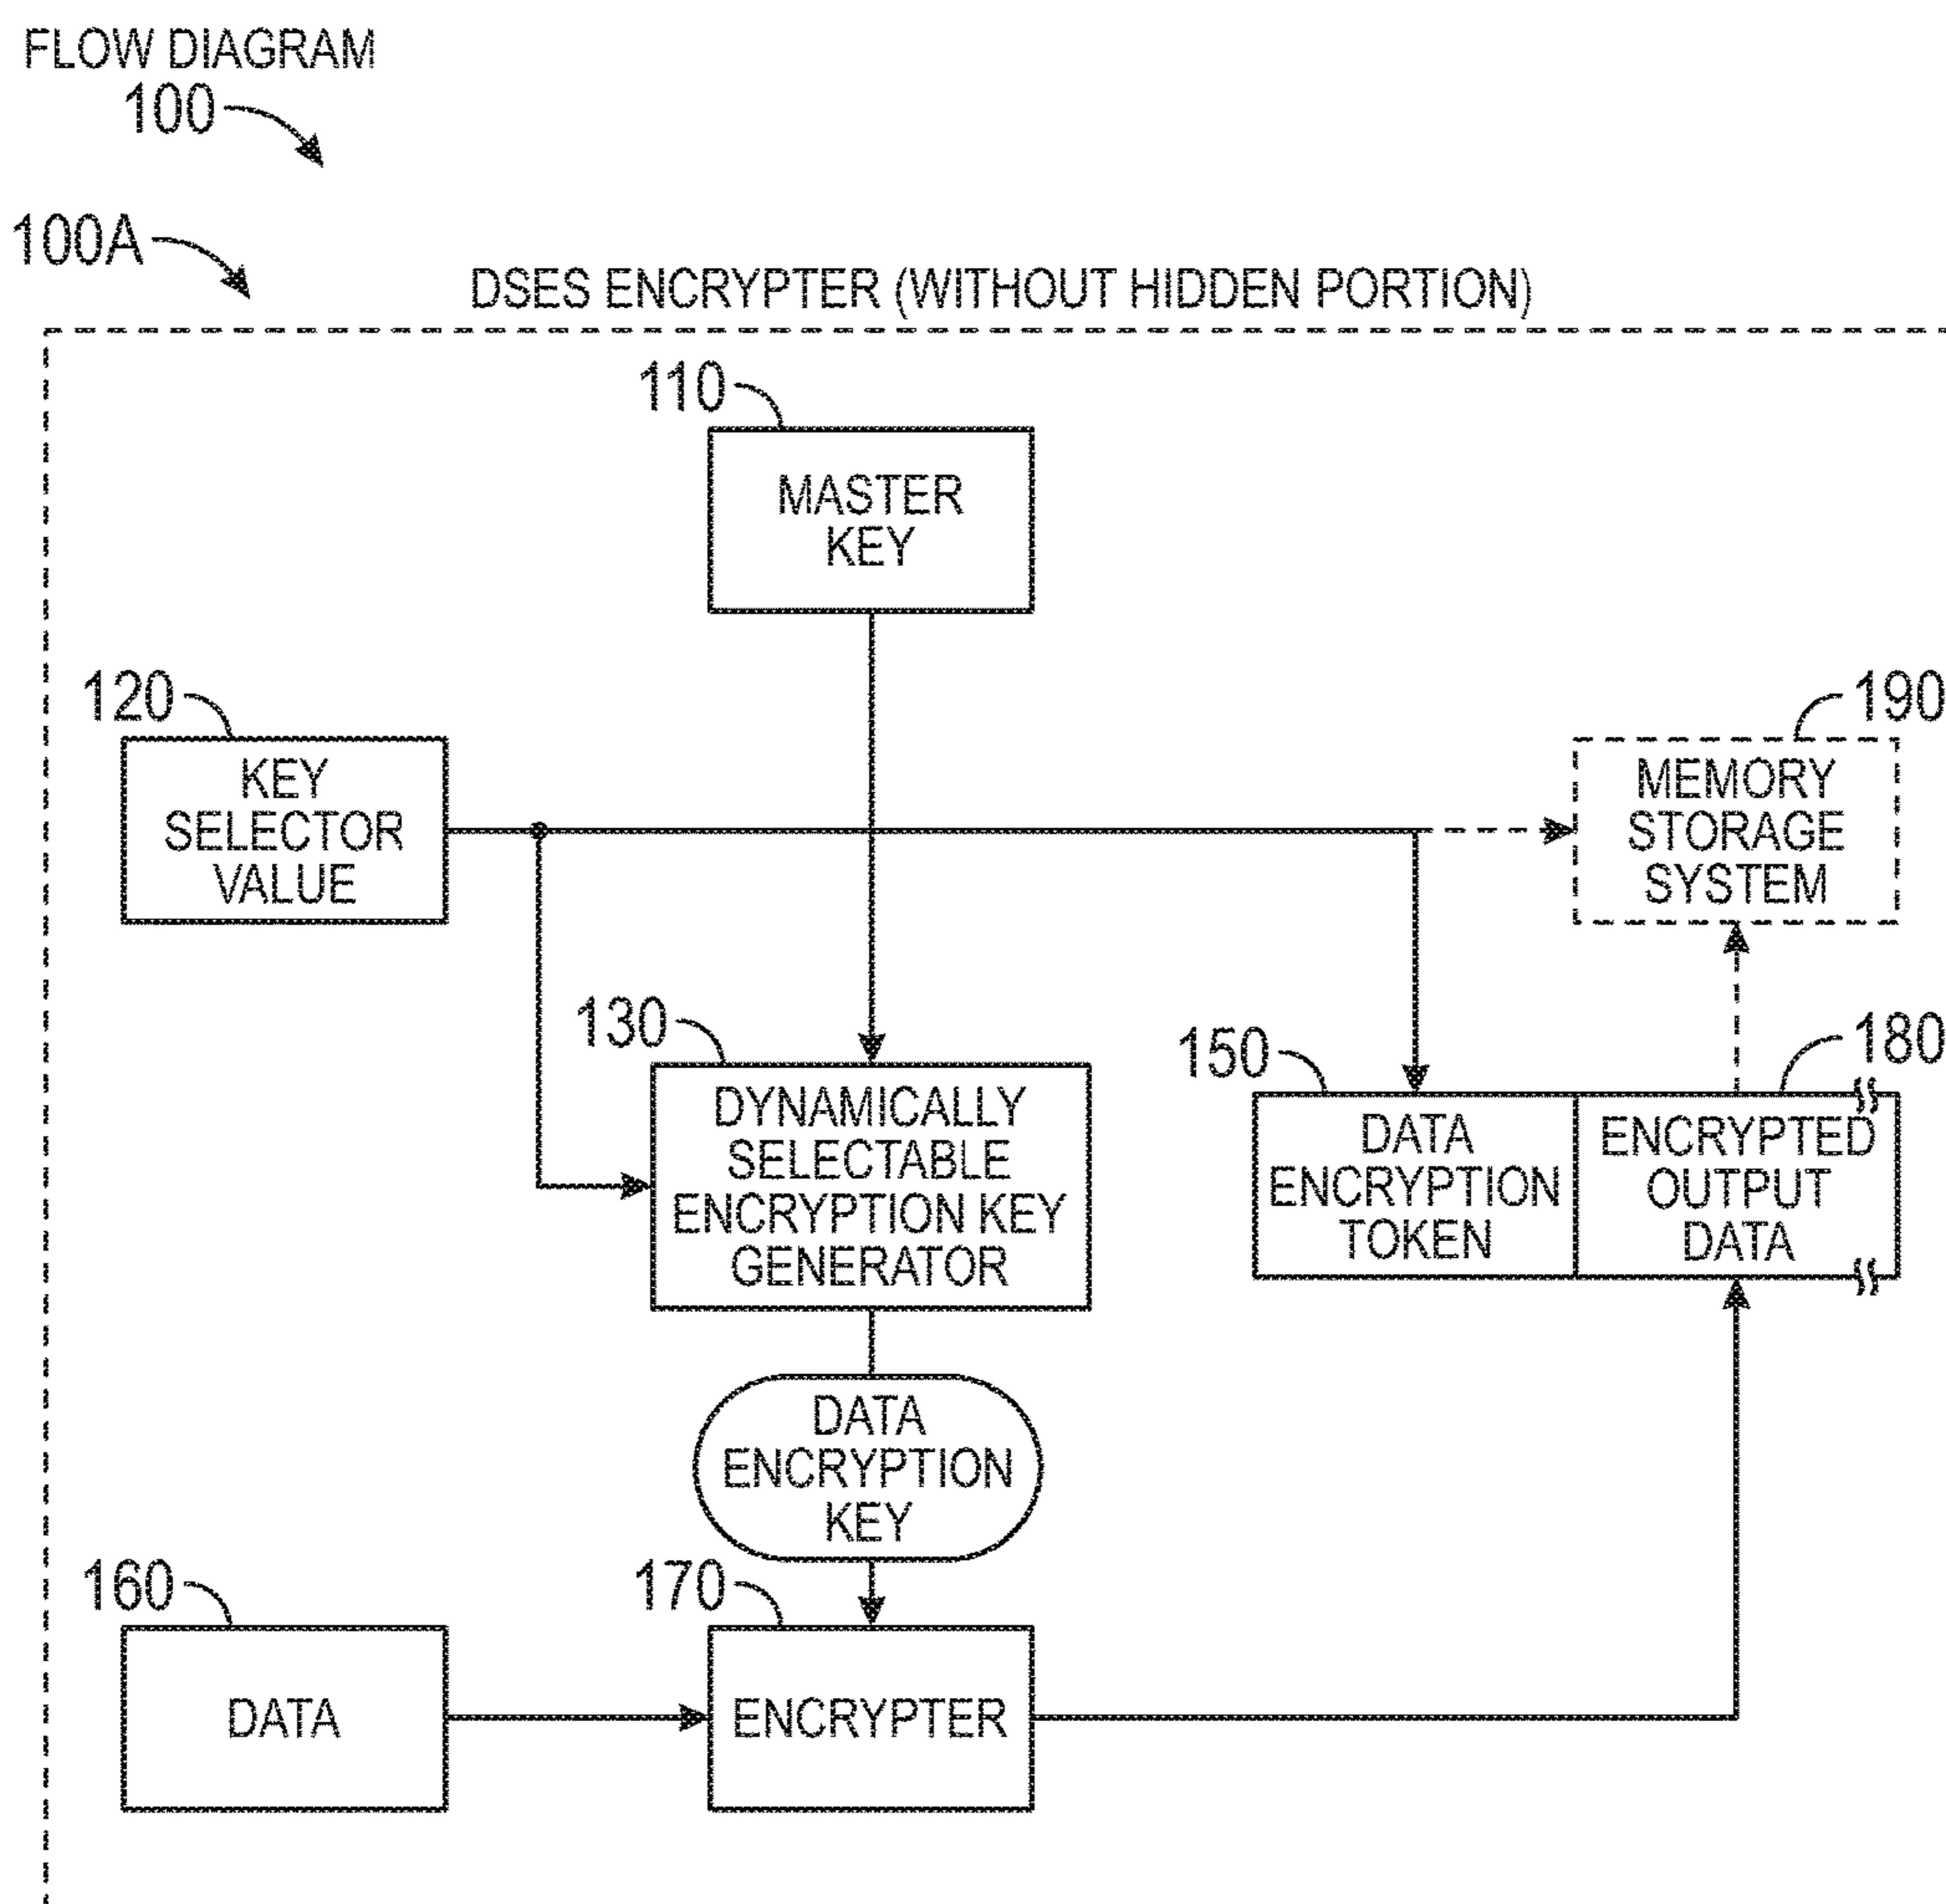 FLOW DIAGRAM
100
100A
DSES ENCRYPTER (WITHOUT HIDDEN PORTION)
110
MASTER
KEY
120
KEY
SELECTOR
VALUE
190
MEMORY
STORAGE
SYSTEM
130
DYNAMICALLY
SELECTABLE
ENCRYPTION KEY
GENERATOR
150
DATA
ENCRYPTION
TOKEN
180
ENCRYPTED
OUTPUT
DATA
DATA
ENCRYPTION
KEY
160
DATA
170
ENCRYPTER